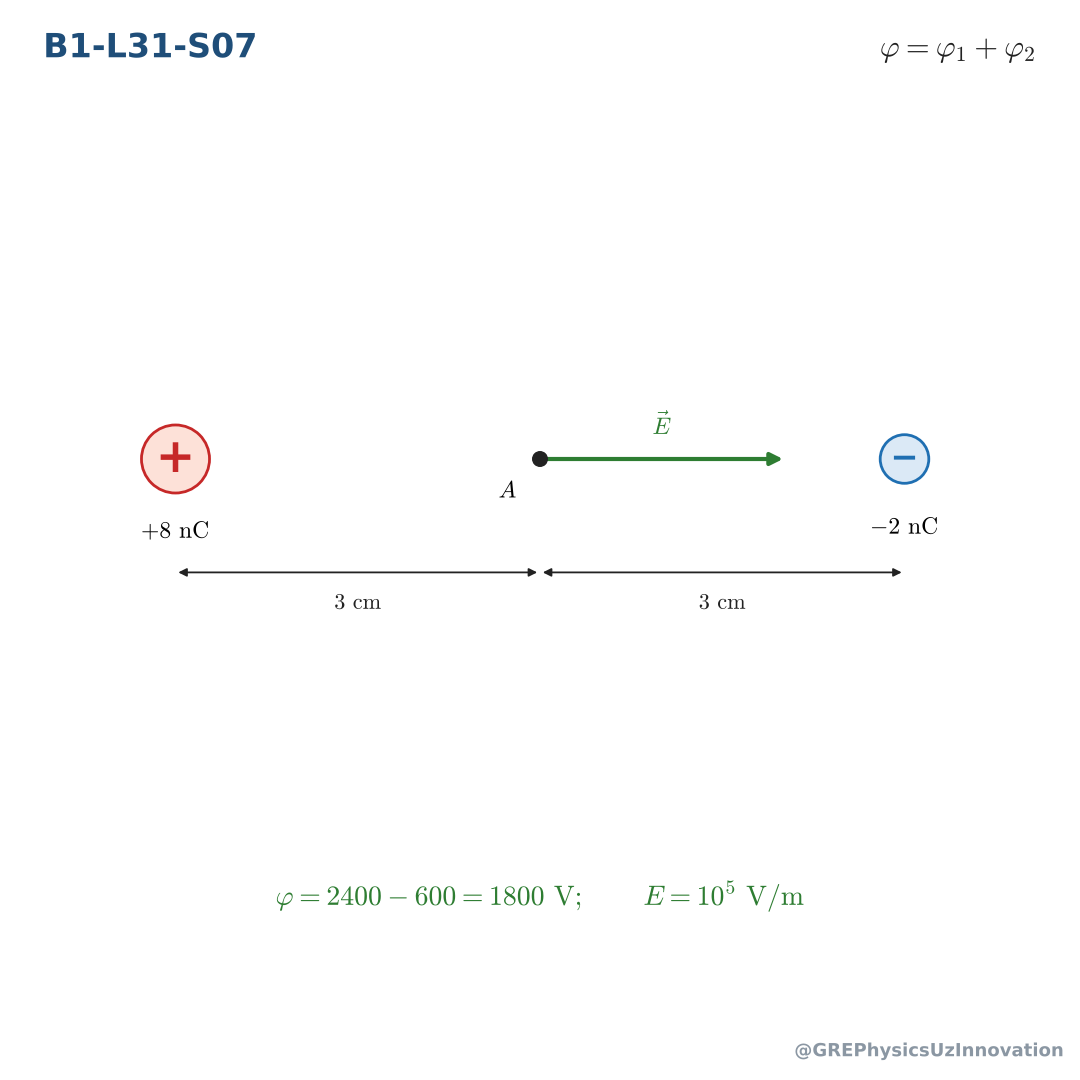 B1-L31-S07
φ = φ₁ + φ₂
E⃗
+
−
A
+8 nC
−2 nC
3 cm
3 cm
φ = 2400 − 600 = 1800 V; E = 10⁵ V/m
@GREPhysicsUzInnovation